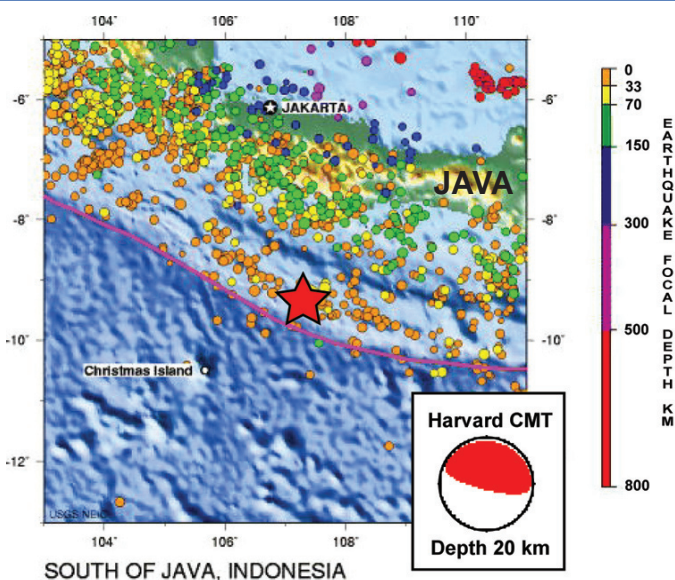 104° 106° 108° 110°
-6° -6°
JAKARTA
JAVA
-8° -8°
-10° -10°
Christmas Island
-12°
USGS NEIC
104° 106° 108°
SOUTH OF JAVA, INDONESIA
Harvard CMT
Depth 20 km
0
33
70
150
300
500
800
EARTHQUAKE FOCAL DEPTH KM